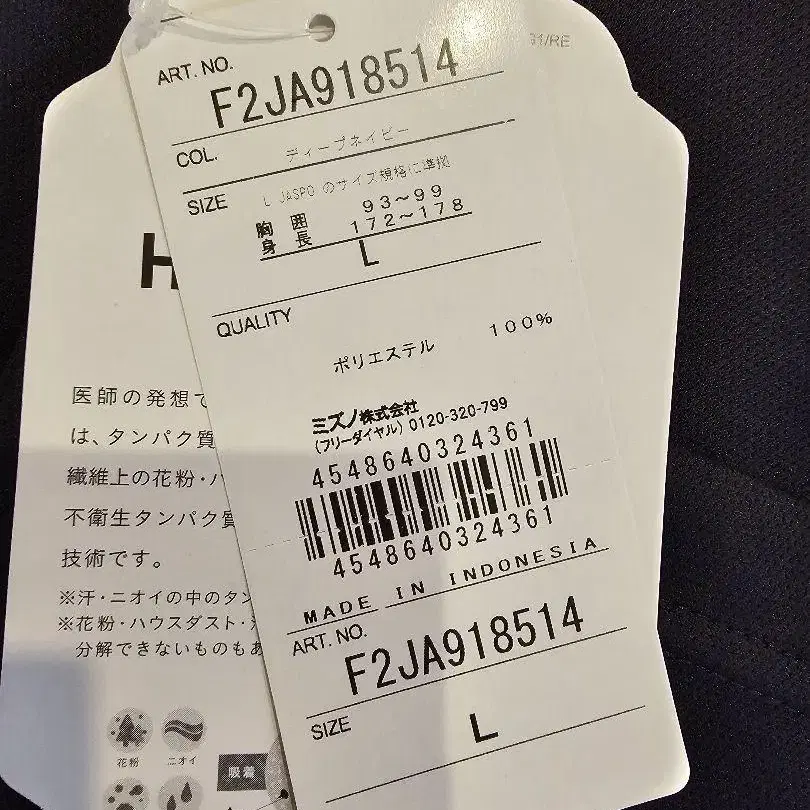 31/RE
ART. NO.
F2JA918514
COL. ディープネイビー
SIZE L JASPO のサイズ規格に準拠
胸囲 93~99
身長 172~178
L
QUALITY
ポリエステル 100%
ミズノ株式会社
(フリーダイヤル) 0120-320-799
4548640324361
4548640324361
MADE IN INDONESIA
ART. NO.
F2JA918514
SIZE L
H
医師の発想で
は、タンパク質
繊維上の花粉・ハ
不衛生タンパク質
技術です。
※汗・ニオイの中のタン
※花粉・ハウスダスト・
分解できないものもあ
花粉 ニオイ
吸着